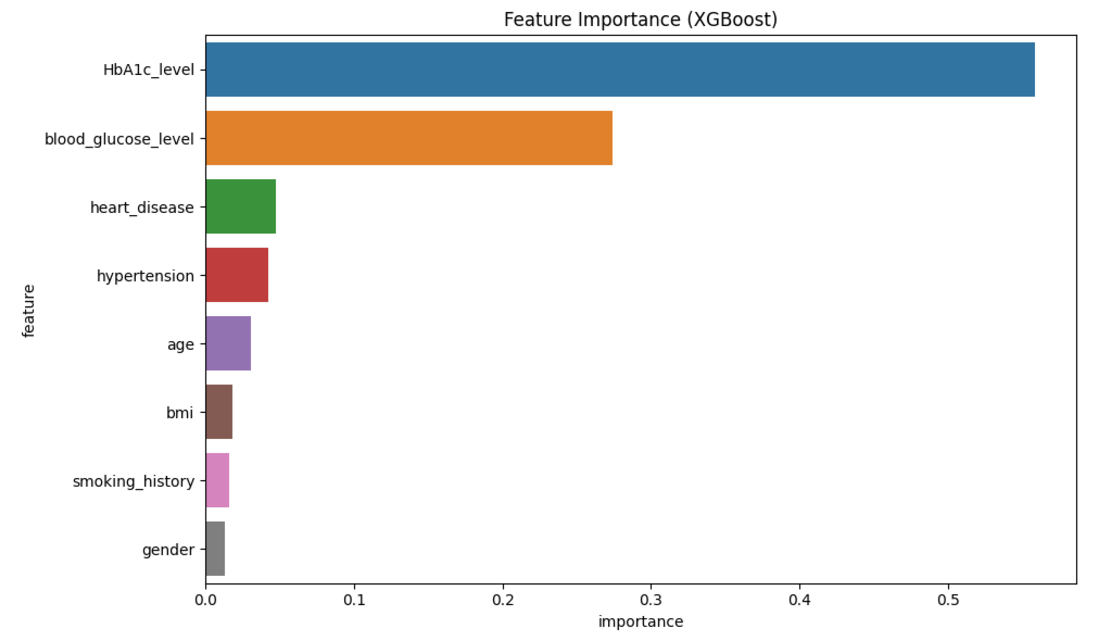 Feature Importance (XGBoost)
HbA1c_level
blood_glucose_level
heart_disease
hypertension
age
bmi
smoking_history
gender
feature
0.0 0.1 0.2 0.3 0.4 0.5
importance